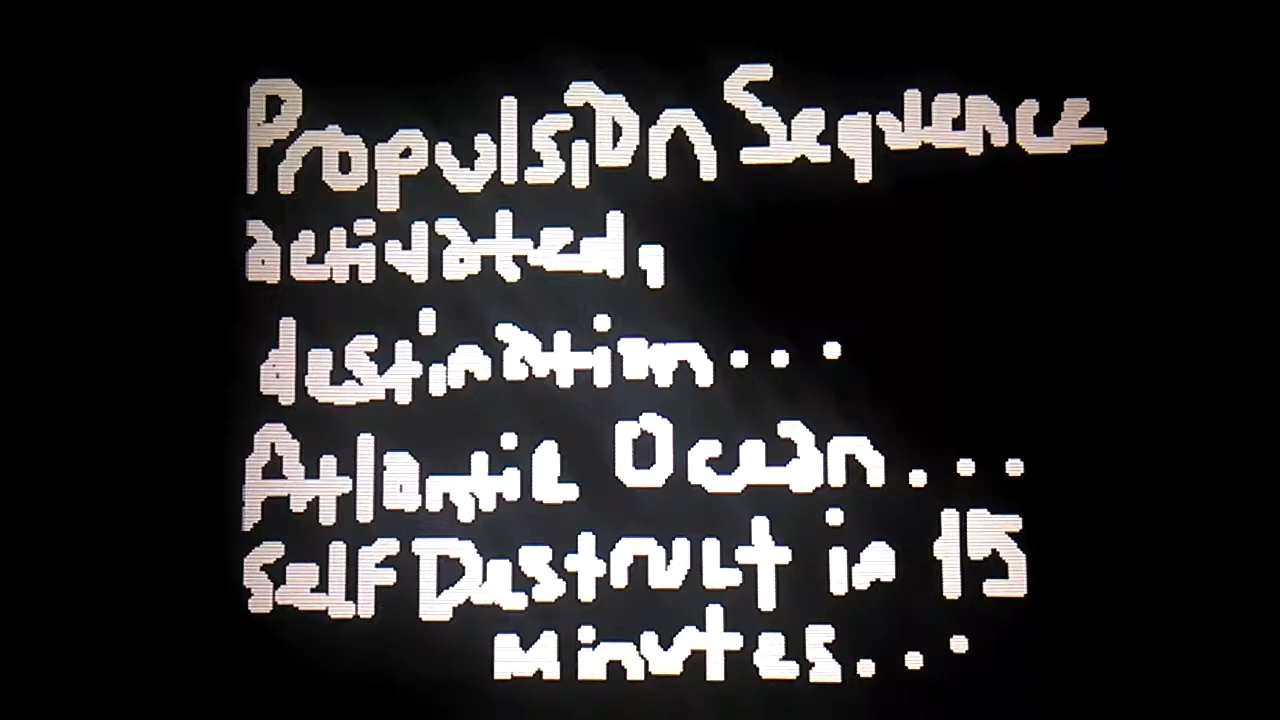 Propulsion Sequence
activated,
destination...
Atlantic Ocean...
Self Destruct in 15
Minutes...